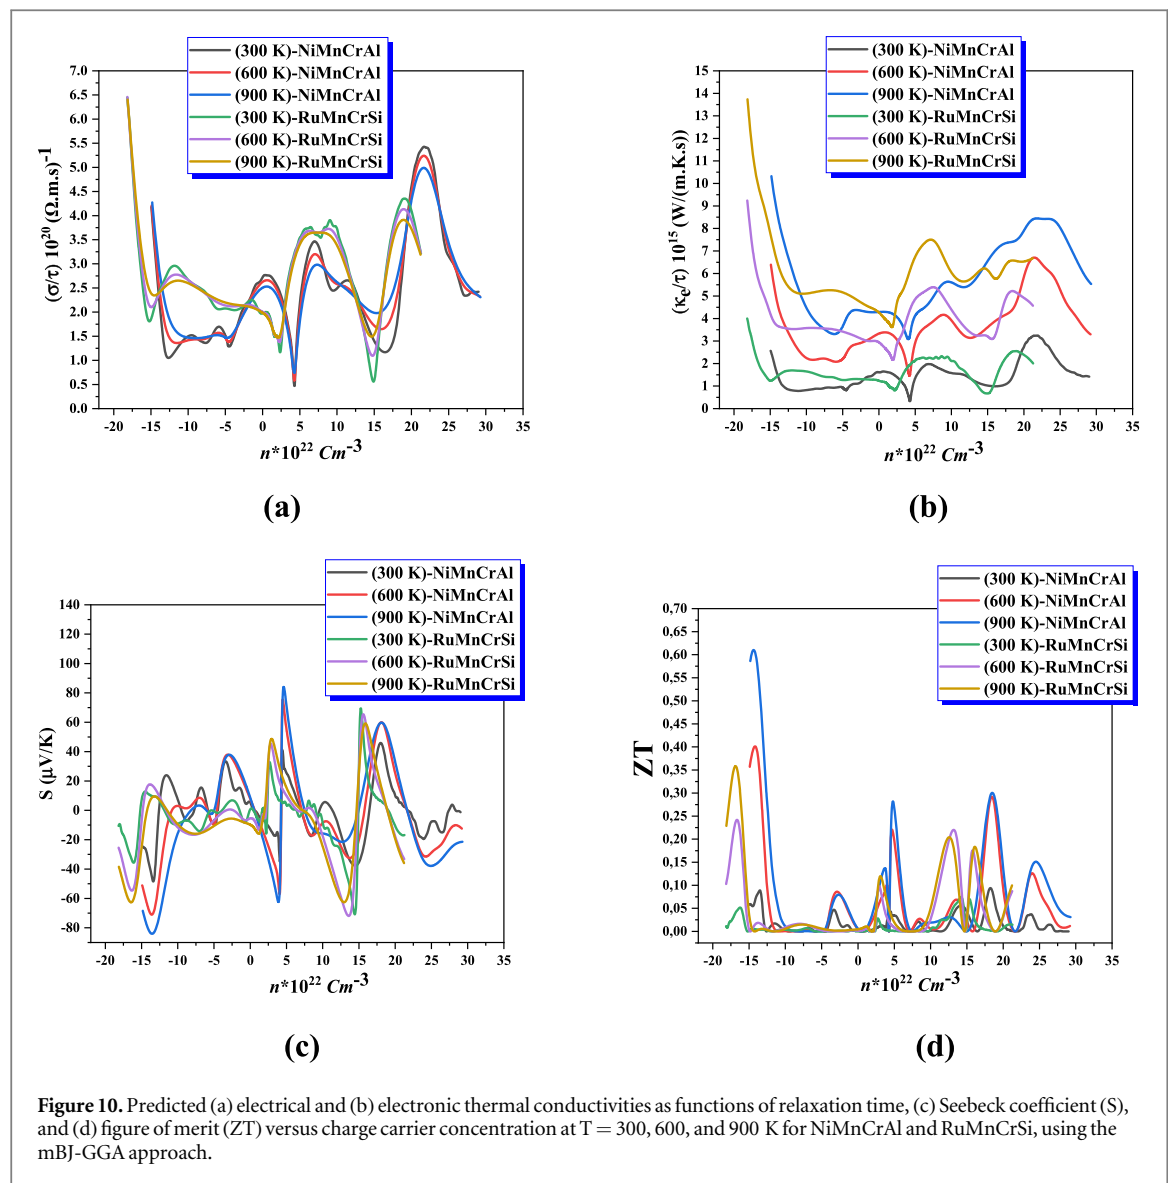 (300 K)-NiMnCrAl
(600 K)-NiMnCrAl
(900 K)-NiMnCrAl
(300 K)-RuMnCrSi
(600 K)-RuMnCrSi
(900 K)-RuMnCrSi
7.0
6.5
6.0
5.5
5.0
4.5
4.0
3.5
3.0
2.5
2.0
1.5
1.0
0.5
0.0
(σ/τ) 10^20 (Ω.m.s)^-1
-20 -15 -10 -5 0 5 10 15 20 25 30 35
n*10^22 Cm^-3
(a)
(300 K)-NiMnCrAl
(600 K)-NiMnCrAl
(900 K)-NiMnCrAl
(300 K)-RuMnCrSi
(600 K)-RuMnCrSi
(900 K)-RuMnCrSi
15
14
13
12
11
10
9
8
7
6
5
4
3
2
1
0
(κe/τ) 10^15 (W/(m.K.s))
-20 -15 -10 -5 0 5 10 15 20 25 30 35
n*10^22 Cm^-3
(b)
(300 K)-NiMnCrAl
(600 K)-NiMnCrAl
(900 K)-NiMnCrAl
(300 K)-RuMnCrSi
(600 K)-RuMnCrSi
(900 K)-RuMnCrSi
140
120
100
80
60
40
20
0
-20
-40
-60
-80
S (μV/K)
-20 -15 -10 -5 0 5 10 15 20 25 30 35
n*10^22 Cm^-3
(c)
(300 K)-NiMnCrAl
(600 K)-NiMnCrAl
(900 K)-NiMnCrAl
(300 K)-RuMnCrSi
(600 K)-RuMnCrSi
(900 K)-RuMnCrSi
0,70
0,65
0,60
0,55
0,50
0,45
0,40
0,35
0,30
0,25
0,20
0,15
0,10
0,05
0,00
ZT
-20 -15 -10 -5 0 5 10 15 20 25 30 35
n*10^22 Cm^-3
(d)
Figure 10. Predicted (a) electrical and (b) electronic thermal conductivities as functions of relaxation time, (c) Seebeck coefficient (S),
and (d) figure of merit (ZT) versus charge carrier concentration at T = 300, 600, and 900 K for NiMnCrAl and RuMnCrSi, using the
mBJ-GGA approach.